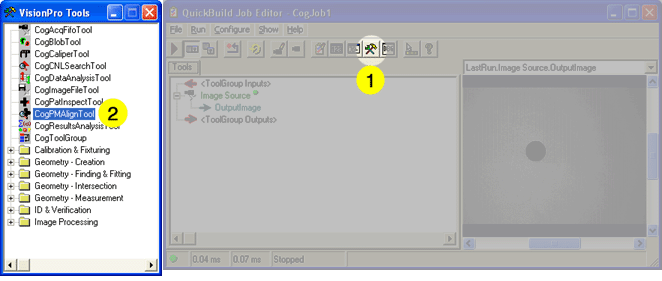 VisionPro Tools
CogAcqFifoTool
CogBlobTool
CogCaliperTool
CogCNLSearchTool
CogDataAnalysisTool
CogImageFileTool
CogPatInspectTool
CogPMAlignTool
2
CogResultsAnalysisTool
CogToolGroup
Calibration & Fixturing
Geometry - Creation
Geometry - Finding & Fitting
Geometry - Intersection
Geometry - Measurement
ID & Verification
Image Processing
QuickBuild Job Editor - CogJob1
File Run Configure Show Help
1
Tools
<ToolGroup Inputs>
Image Source
OutputImage
<ToolGroup Outputs>
LastRun.Image Source.OutputImage
0.04 ms 0.07 ms Stopped